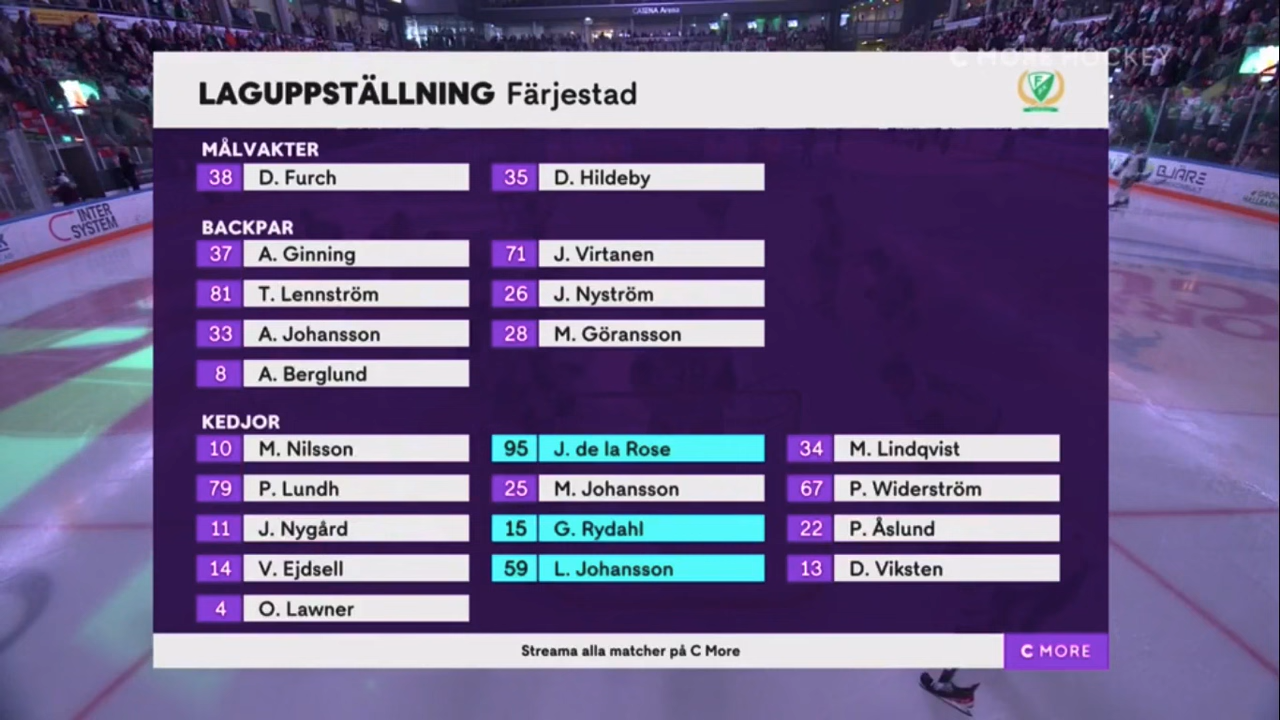 CATENA Arena
C MORE HOCKEY
LAGUPPSTÄLLNING Färjestad
MÅLVAKTER
38 D. Furch 35 D. Hildeby
BACKPAR
37 A. Ginning 71 J. Virtanen
81 T. Lennström 26 J. Nyström
33 A. Johansson 28 M. Göransson
8 A. Berglund
KEDJOR
10 M. Nilsson 95 J. de la Rose 34 M. Lindqvist
79 P. Lundh 25 M. Johansson 67 P. Widerström
11 J. Nygård 15 G. Rydahl 22 P. Åslund
14 V. Ejdsell 59 L. Johansson 13 D. Viksten
4 O. Lawner
Streama alla matcher på C More
C MORE
INTER
SYSTEM
BJARE